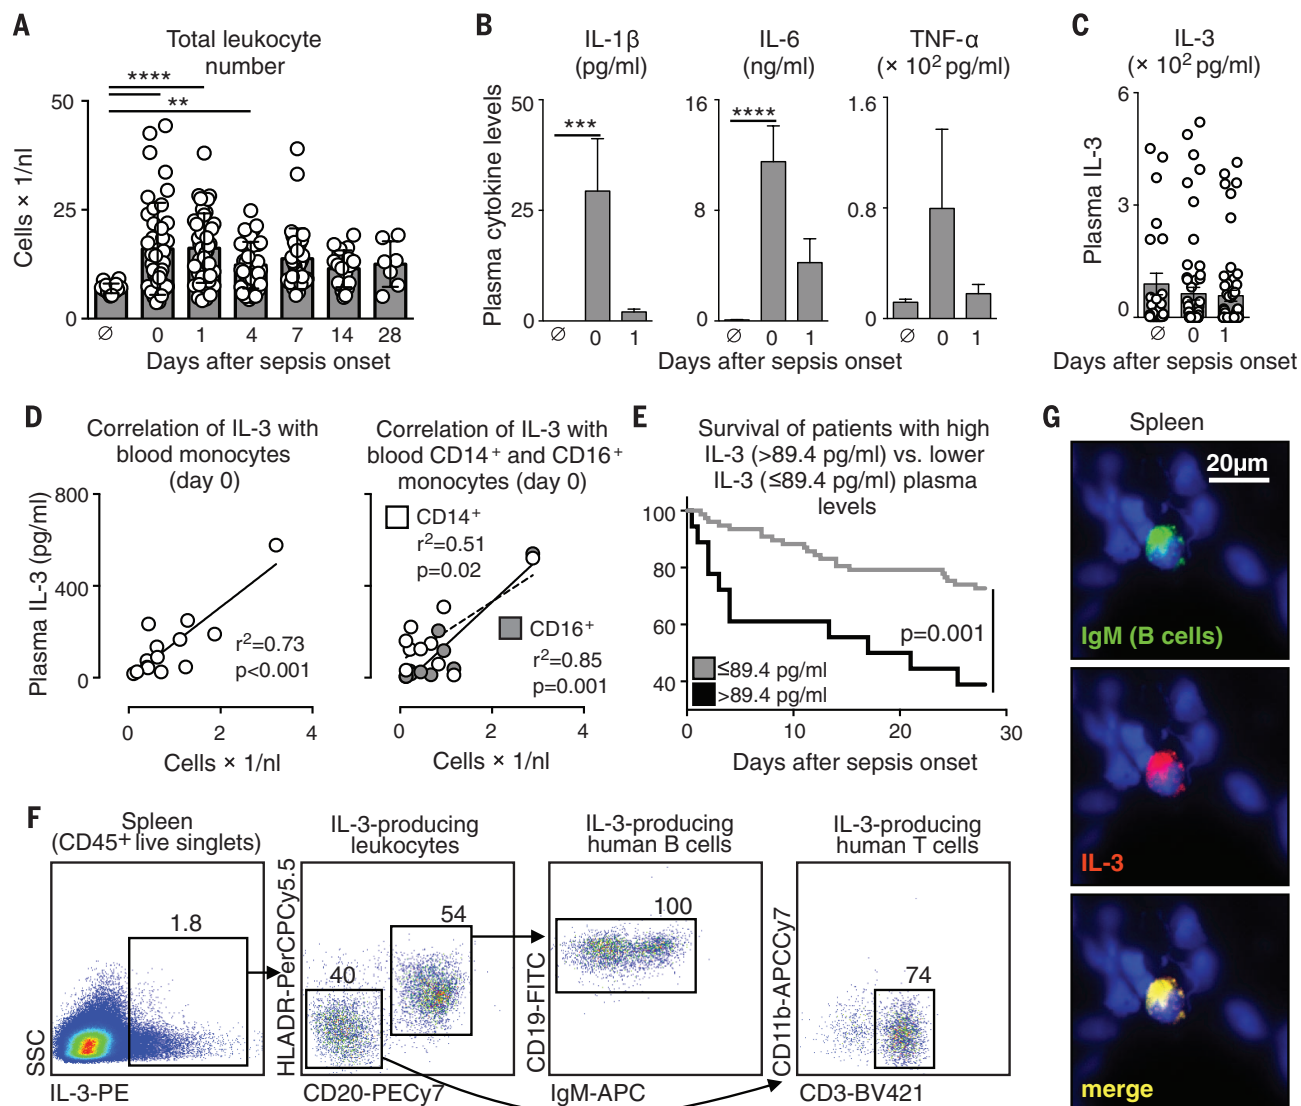 A
Total leukocyte
number
****
**
50
25
0
Cells × 1/nl
∅ 0 1 4 7 14 28
Days after sepsis onset
B
IL-1β
(pg/ml)
IL-6
(ng/ml)
TNF-α
(× 10² pg/ml)
Plasma cytokine levels
50
25
0
***
∅ 0 1
16
8
0
****
∅ 0 1
1.6
0.8
0
∅ 0 1
Days after sepsis onset
C
IL-3
(× 10² pg/ml)
Plasma IL-3
6
3
0
∅ 0 1
Days after sepsis onset
D
Correlation of IL-3 with
blood monocytes
(day 0)
Plasma IL-3 (pg/ml)
800
400
0
r²=0.73
p<0.001
0 2 4
Cells × 1/nl
Correlation of IL-3 with
blood CD14⁺ and CD16⁺
monocytes (day 0)
CD14⁺
r²=0.51
p=0.02
CD16⁺
r²=0.85
p=0.001
0 2 4
Cells × 1/nl
E
Survival of patients with high
IL-3 (>89.4 pg/ml) vs. lower
IL-3 (≤89.4 pg/ml) plasma
levels
100
80
60
40
p=0.001
≤89.4 pg/ml
>89.4 pg/ml
0 10 20 30
Days after sepsis onset
F
Spleen
(CD45⁺ live singlets)
1.8
SSC
IL-3-PE
IL-3-producing
leukocytes
54
40
HLADR-PerCPCy5.5
CD20-PECy7
IL-3-producing
human B cells
100
CD19-FITC
IgM-APC
IL-3-producing
human T cells
74
CD11b-APCCy7
CD3-BV421
G
Spleen
20µm
IgM (B cells)
IL-3
merge